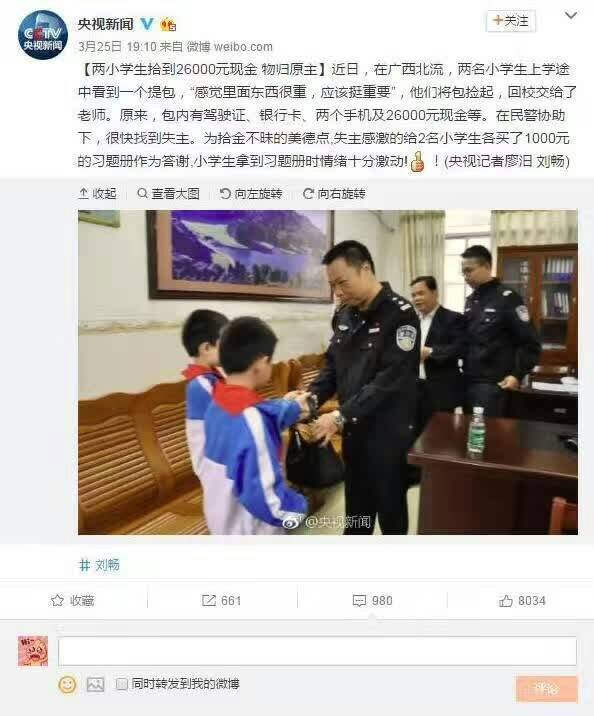 CCTV
央视新闻
央视新闻
+关注
3月25日 19:10 来自 微博 weibo.com
【两小学生拾到26000元现金 物归原主】近日，在广西北流，两名小学生上学途
中看到一个提包，“感觉里面东西很重，应该挺重要”，他们将包捡起，回校交给了
老师。原来，包内有驾驶证、银行卡、两个手机及26000元现金等。在民警协助
下，很快找到失主。为拾金不昧的美德点,失主感激的给2名小学生各买了1000元
的习题册作为答谢,小学生拿到习题册时情绪十分激动!！(央视记者廖汨 刘畅)
收起
查看大图
向左旋转
向右旋转
@央视新闻
# 刘畅
收藏
661
980
8034
Hi~
同时转发到我的微博
评论